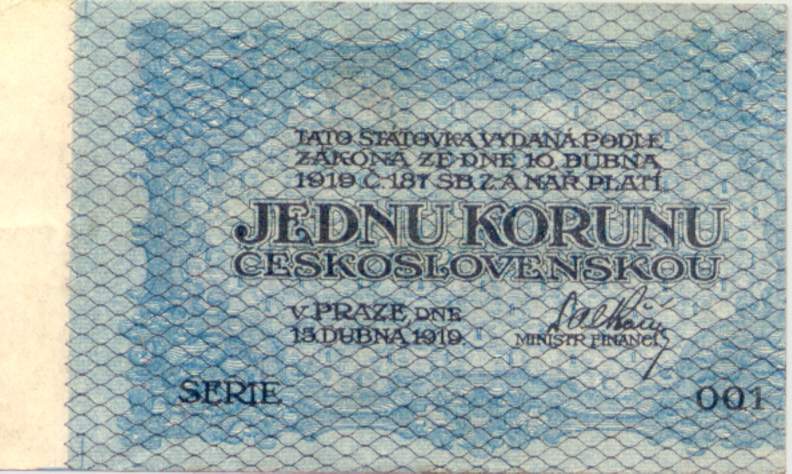 TATO STÁTOVKA VYDANÁ PODLE
ZÁKONA ZE DNE 10. DUBNA
1919 Č. 187 SB. Z. A NAŘ. PLATÍ
JEDNU KORUNU
ČESKOSLOVENSKOU
V PRAZE DNE
15. DUBNA 1919.
MINISTR FINANCÍ
SERIE 001